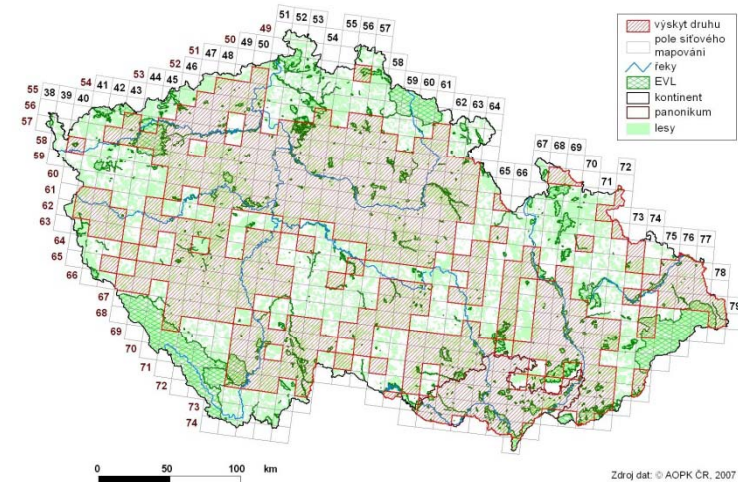 51 52 53 55 56 57
49 50 54
50 49 58
51 47 48 59 60 61
52 46 62 63 64
53 44 45
54 41 42 43
55 38 39 40
56
57
58
59
60
61
62
63
64
65
66
67
68
69
70
71
72
73
74
65 66
67 68 69
70
71 72
73 74
75 76 77
78
79
výskyt druhu
pole síťového
mapování
řeky
EVL
kontinent
panonikum
lesy
0 50 100 km
Zdroj dat: © AOPK ČR, 2007